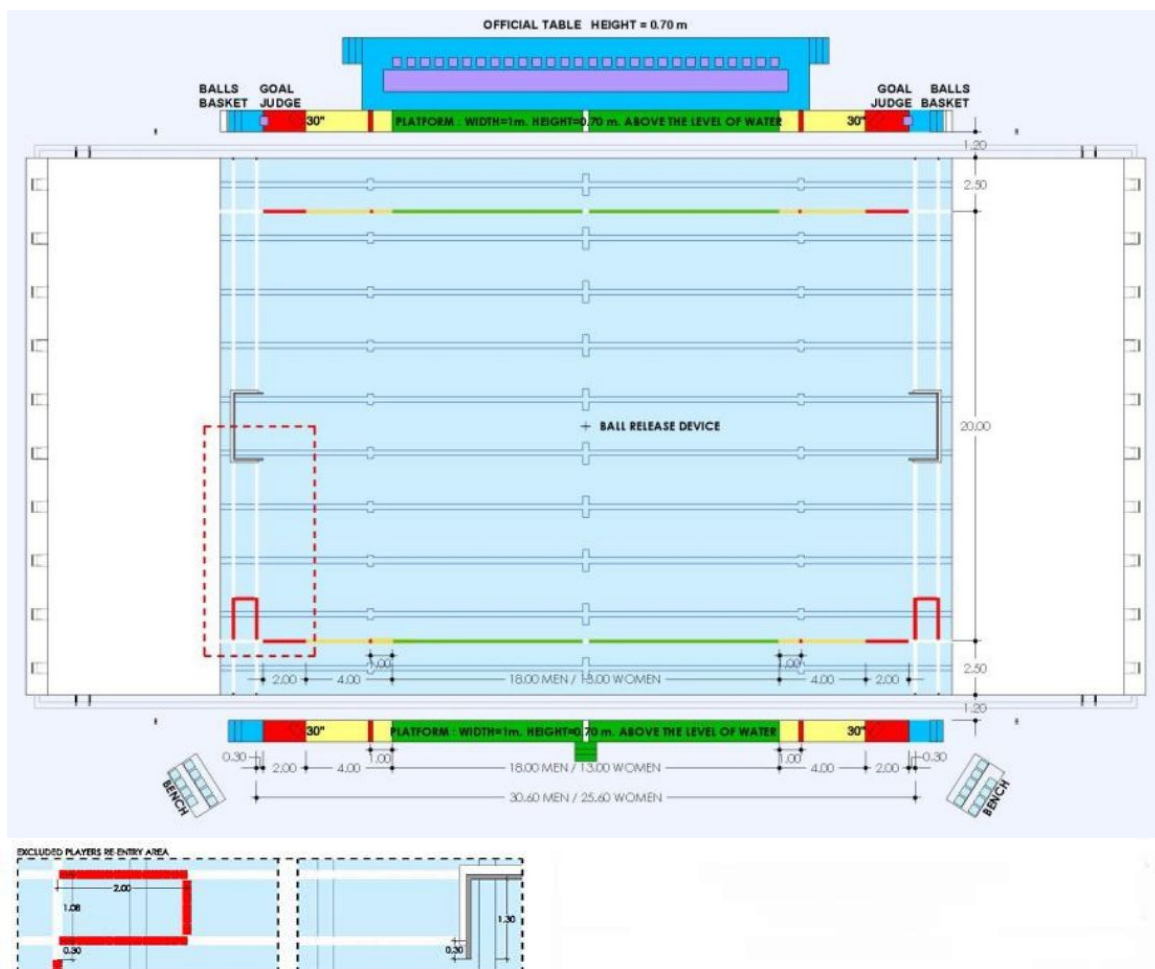 OFFICIAL TABLE HEIGHT = 0.70 m
BALLS GOAL
BASKET JUDGE
GOAL BALLS
JUDGE BASKET
30"
PLATFORM : WIDTH=1m. HEIGHT=0.70 m. ABOVE THE LEVEL OF WATER
30"
1.20
2.50
BALL RELEASE DEVICE
20.00
1.00
1.00
2.00
4.00
18.00 MEN / 13.00 WOMEN
4.00
2.00
2.50
1.20
30"
PLATFORM : WIDTH=1m. HEIGHT=0.70 m. ABOVE THE LEVEL OF WATER
30"
0.30
1.00
1.00
0.30
2.00
4.00
18.00 MEN / 13.00 WOMEN
4.00
2.00
BENCH
30.60 MEN / 25.60 WOMEN
BENCH
EXCLUDED PLAYERS RE-ENTRY AREA
2.00
1.08
0.30
1.30
0.30